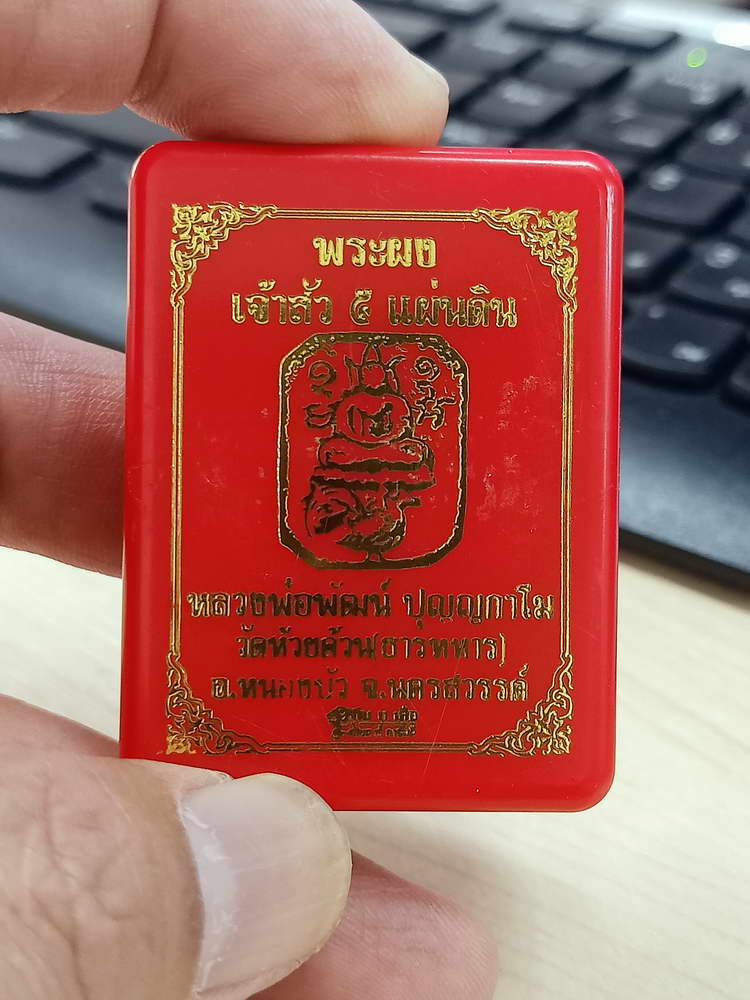 พระผง
เจ้าสัว ๕ แผ่นดิน
หลวงพ่อพัฒน์ ปุญญกาโม
วัดห้วยด้วน(ธารทหาร)
อ.หนองบัว จ.นครสวรรค์